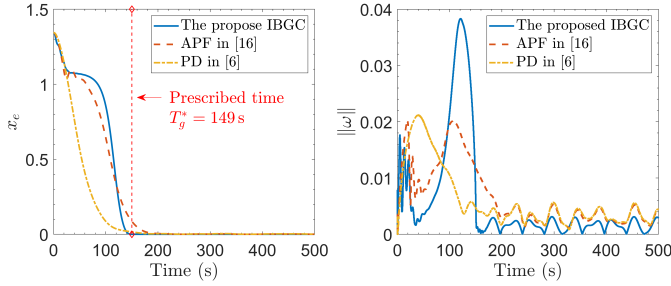 1.5
1
0.5
0
x_e
The propose IBGC
APF in [16]
PD in [6]
Prescribed time
T_g^* = 149 s
0 100 200 300 400 500
Time (s)
0.04
0.03
0.02
0.01
0
||ω||
The proposed IBGC
APF in [16]
PD in [6]
0 100 200 300 400 500
Time (s)